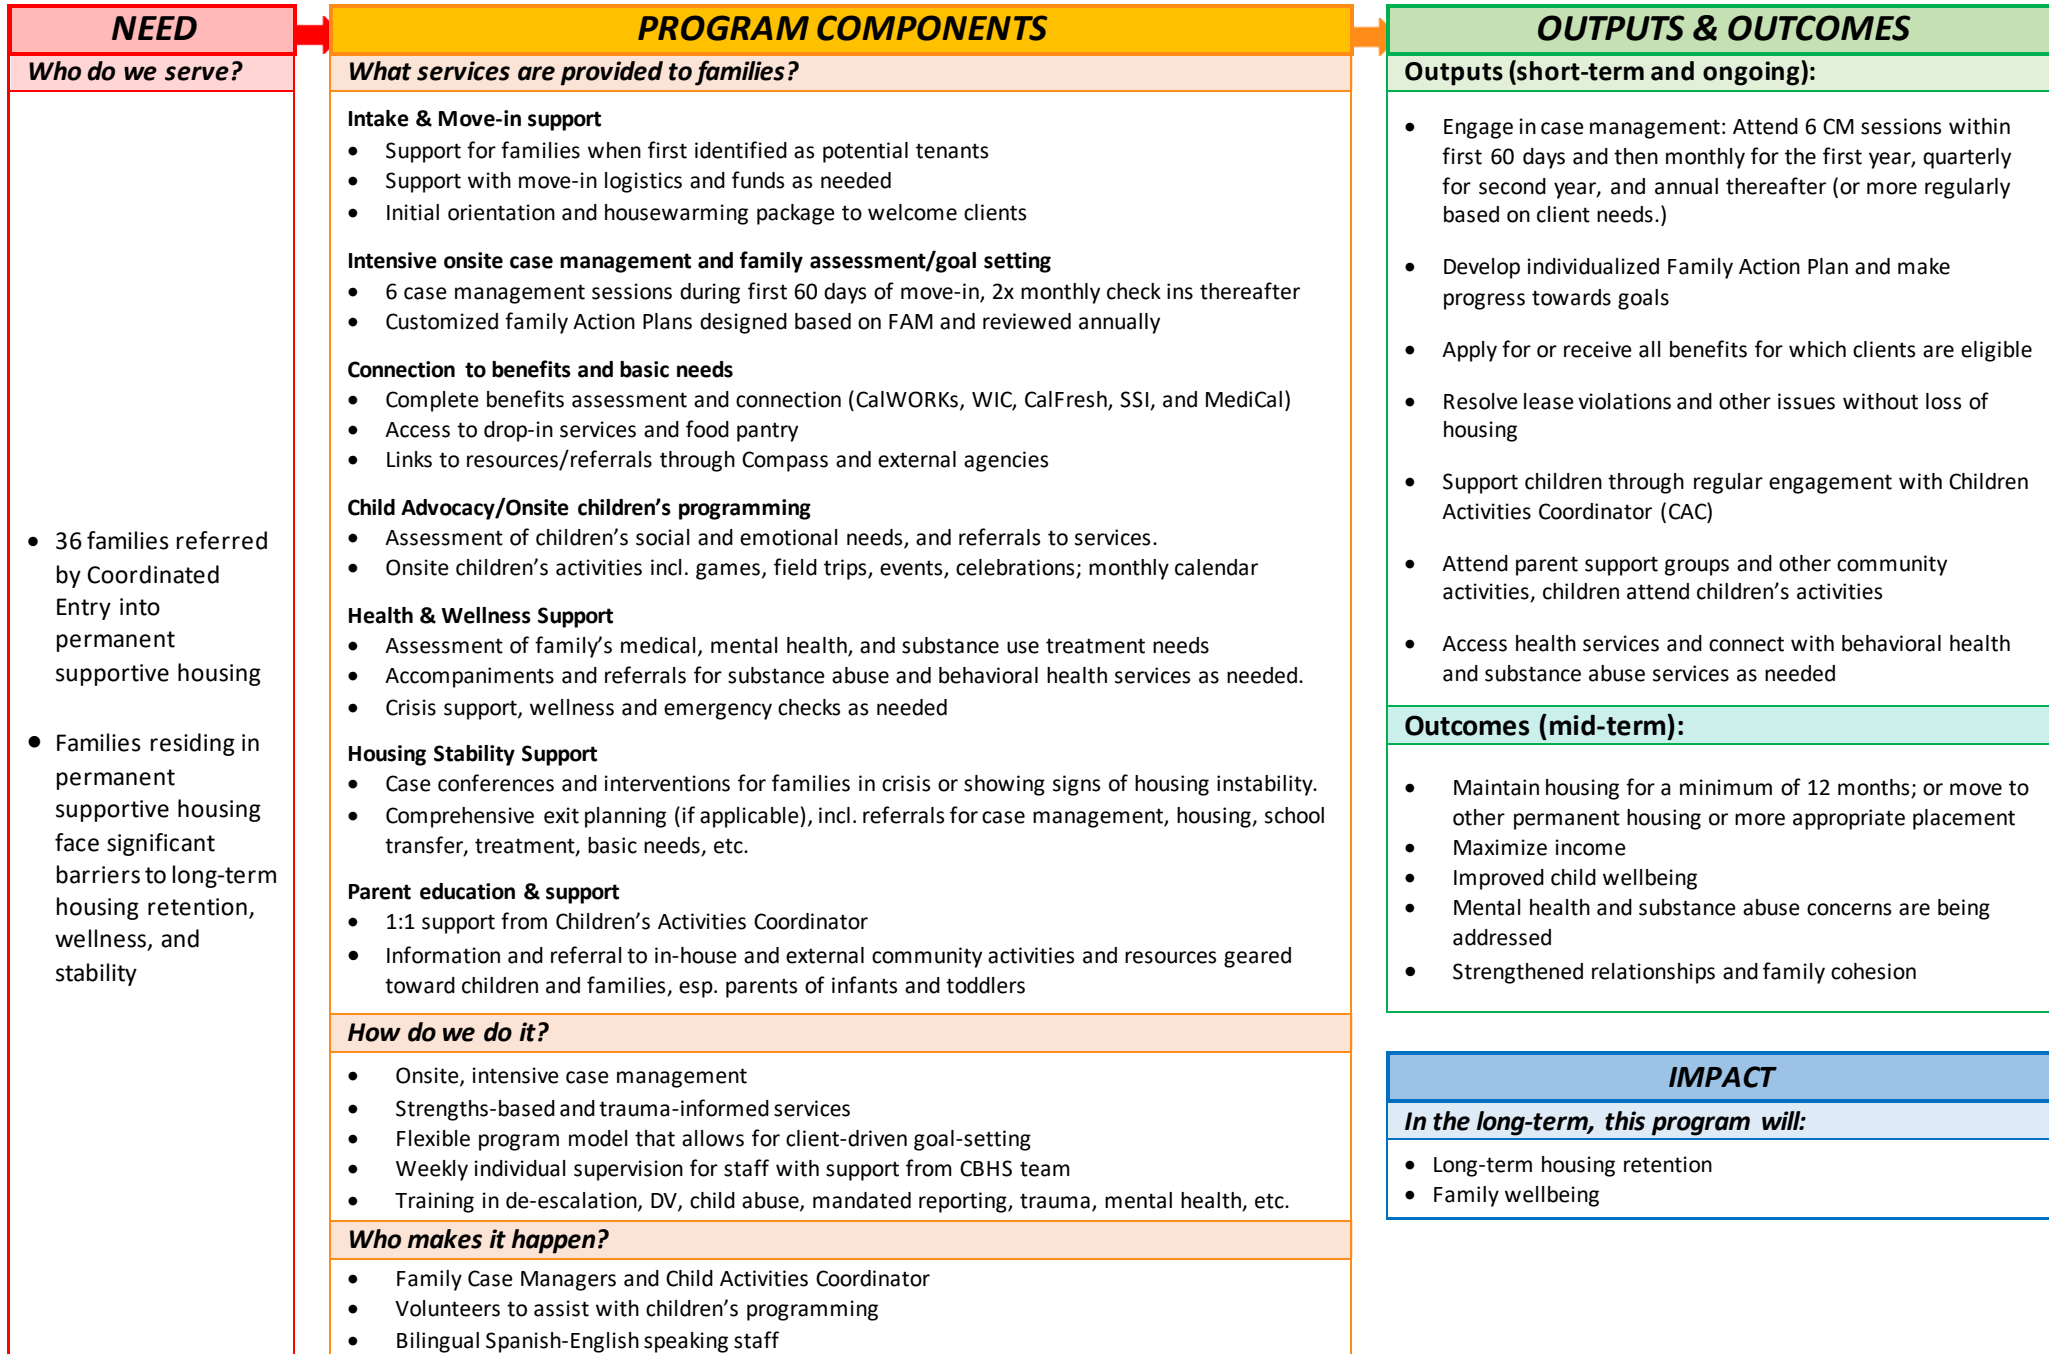 NEED
Who do we serve?
• 36 families referred
by Coordinated
Entry into
permanent
supportive housing
• Families residing in
permanent
supportive housing
face significant
barriers to long-term
housing retention,
wellness, and
stability
PROGRAM COMPONENTS
What services are provided to families?
Intake & Move-in support
• Support for families when first identified as potential tenants
• Support with move-in logistics and funds as needed
• Initial orientation and housewarming package to welcome clients
Intensive onsite case management and family assessment/goal setting
• 6 case management sessions during first 60 days of move-in, 2x monthly check ins thereafter
• Customized family Action Plans designed based on FAM and reviewed annually
Connection to benefits and basic needs
• Complete benefits assessment and connection (CalWORKs, WIC, CalFresh, SSI, and MediCal)
• Access to drop-in services and food pantry
• Links to resources/referrals through Compass and external agencies
Child Advocacy/Onsite children’s programming
• Assessment of children’s social and emotional needs, and referrals to services.
• Onsite children’s activities incl. games, field trips, events, celebrations; monthly calendar
Health & Wellness Support
• Assessment of family’s medical, mental health, and substance use treatment needs
• Accompaniments and referrals for substance abuse and behavioral health services as needed.
• Crisis support, wellness and emergency checks as needed
Housing Stability Support
• Case conferences and interventions for families in crisis or showing signs of housing instability.
• Comprehensive exit planning (if applicable), incl. referrals for case management, housing, school
transfer, treatment, basic needs, etc.
Parent education & support
• 1:1 support from Children’s Activities Coordinator
• Information and referral to in-house and external community activities and resources geared
toward children and families, esp. parents of infants and toddlers
How do we do it?
• Onsite, intensive case management
• Strengths-based and trauma-informed services
• Flexible program model that allows for client-driven goal-setting
• Weekly individual supervision for staff with support from CBHS team
• Training in de-escalation, DV, child abuse, mandated reporting, trauma, mental health, etc.
Who makes it happen?
• Family Case Managers and Child Activities Coordinator
• Volunteers to assist with children’s programming
• Bilingual Spanish-English speaking staff
OUTPUTS & OUTCOMES
Outputs (short-term and ongoing):
• Engage in case management: Attend 6 CM sessions within
first 60 days and then monthly for the first year, quarterly
for second year, and annual thereafter (or more regularly
based on client needs.)
• Develop individualized Family Action Plan and make
progress towards goals
• Apply for or receive all benefits for which clients are eligible
• Resolve lease violations and other issues without loss of
housing
• Support children through regular engagement with Children
Activities Coordinator (CAC)
• Attend parent support groups and other community
activities, children attend children’s activities
• Access health services and connect with behavioral health
and substance abuse services as needed
Outcomes (mid-term):
• Maintain housing for a minimum of 12 months; or move to
other permanent housing or more appropriate placement
• Maximize income
• Improved child wellbeing
• Mental health and substance abuse concerns are being
addressed
• Strengthened relationships and family cohesion
IMPACT
In the long-term, this program will:
• Long-term housing retention
• Family wellbeing